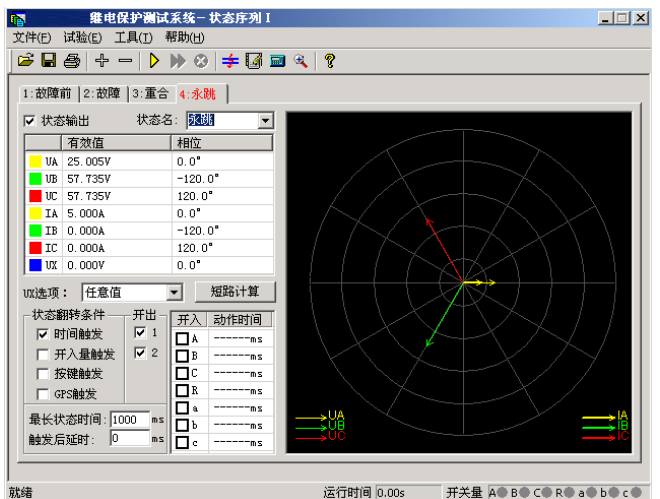 继电保护测试系统－状态序列 I
文件(F) 试验(E) 工具(T) 帮助(H)
1:故障前 2:故障 3:重合 4:永跳
状态输出 状态名: 永跳
有效值 相位
UA 25.005V 0.0°
UB 57.735V -120.0°
UC 57.735V 120.0°
IA 5.000A 0.0°
IB 0.000A -120.0°
IC 0.000A 120.0°
UX 0.000V 0.0°
UX选项: 任意值 短路计算
状态翻转条件 开出 开入 动作时间
时间触发 1 A ------ms
开入量触发 2 B ------ms
按键触发 C ------ms
GPS触发 R ------ms
最长状态时间: 1000 ms a ------ms
触发后延时: 0 ms b ------ms
c ------ms
UA
UB
UC
IA
IB
IC
就绪 运行时间 0.00s 开关量 A B C R a b c